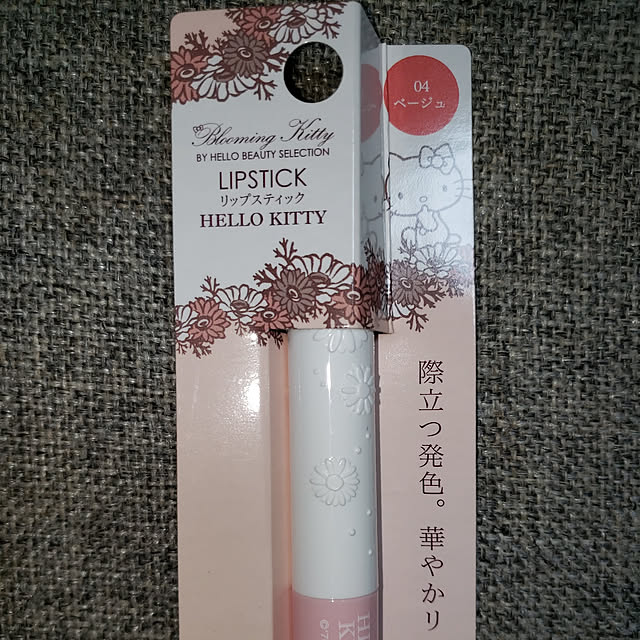 Blooming Kitty
BY HELLO BEAUTY SELECTION
LIPSTICK
リップスティック
HELLO KITTY
04
ベージュ
際立つ発色。華やかリ